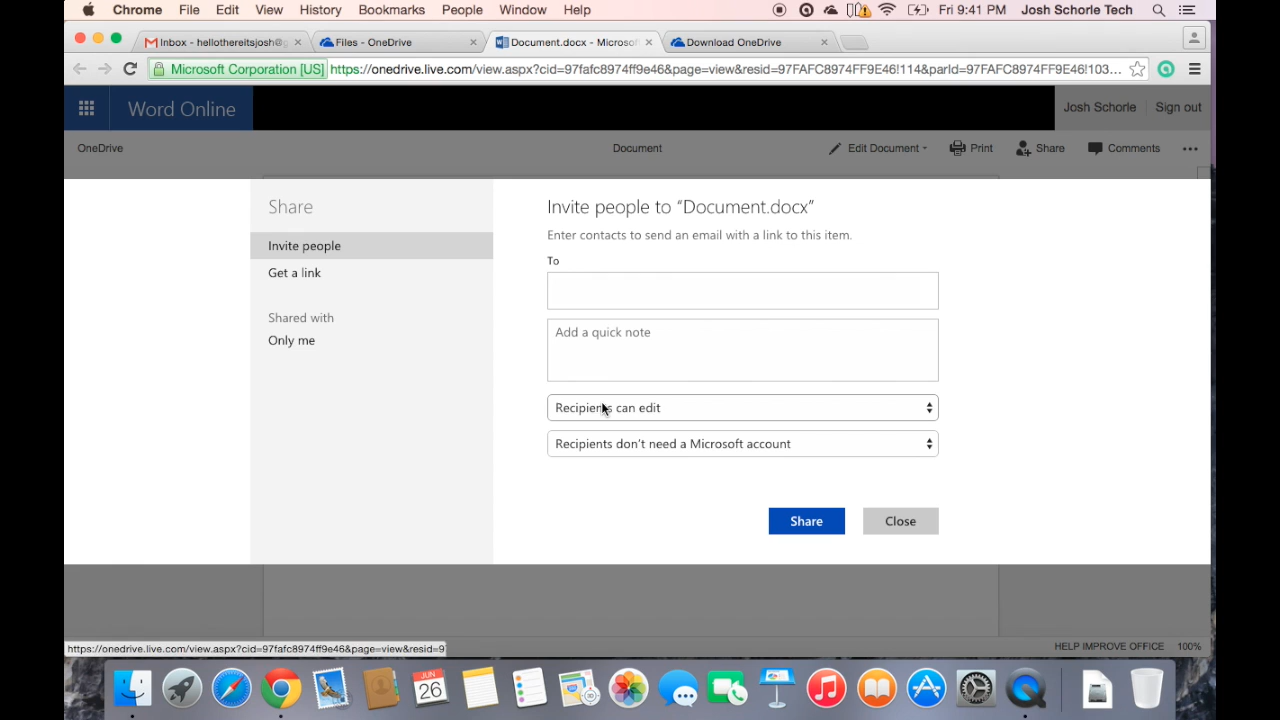 Chrome File Edit View History Bookmarks People Window Help Fri 9:41 PM Josh Schorle Tech
Inbox - hellothereitsjosh@g Files - OneDrive Document.docx - Microsoft Download OneDrive
Microsoft Corporation [US] https://onedrive.live.com/view.aspx?cid=97fafc8974ff9e46&page=view&resid=97FAFC8974FF9E46!114&parId=97FAFC8974FF9E46!103...
Word Online Josh Schorle Sign out
OneDrive Document Edit Document Print Share Comments
Share
Invite people
Get a link
Shared with
Only me
Invite people to “Document.docx”
Enter contacts to send an email with a link to this item.
To
Add a quick note
Recipients can edit
Recipients don't need a Microsoft account
Share Close
HELP IMPROVE OFFICE 100%
https://onedrive.live.com/view.aspx?cid=97fafc8974ff9e46&page=view&resid=9
JUN
26